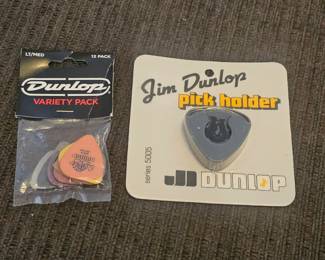 LT/MED 12 PACK
Dunlop
VARIETY PACK
Jim Dunlop
pick holder
series 5005
JD DUNLOP